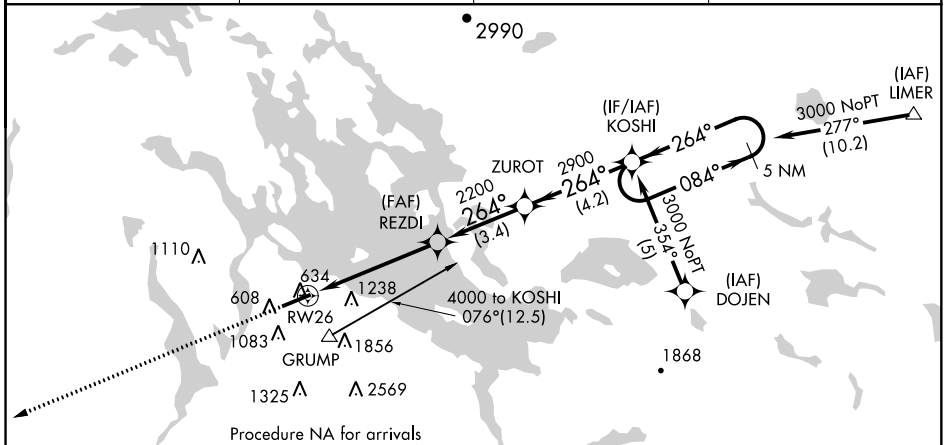 2990
(IAF)
LIMER
3000 NoPT
277°
(10.2)
(IF/IAF)
KOSHI
264°
084°
5 NM
ZUROT
2900
264°
(4.2)
2200
264°
(3.4)
(FAF)
REZDI
3000 NoPT
354°
(5)
(IAF)
DOJEN
1110
634
608
RW26
1238
4000 to KOSHI
076°(12.5)
1083
GRUMP
1856
1868
1325
2569
Procedure NA for arrivals